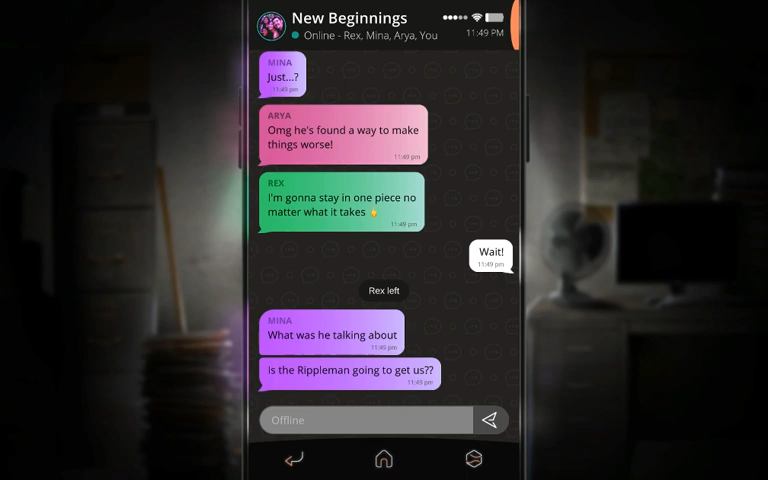 New Beginnings
Online - Rex, Mina, Arya, You
11:49 PM
MINA
Just...?
11:49 pm
ARYA
Omg he's found a way to make
things worse!
11:49 pm
REX
I'm gonna stay in one piece no
matter what it takes
11:49 pm
Wait!
11:49 pm
Rex left
MINA
What was he talking about
11:49 pm
Is the Rippleman going to get us??
11:49 pm
Offline